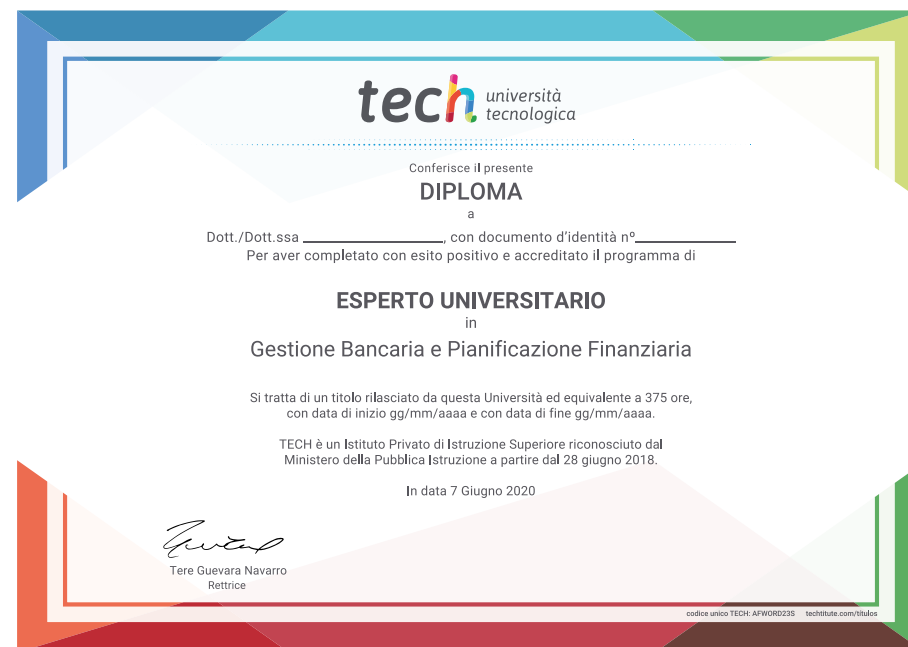 tech università
tecnologica
Conferisce il presente
DIPLOMA
a
Dott./Dott.ssa ____________________, con documento d'identità nº______________
Per aver completato con esito positivo e accreditato il programma di
ESPERTO UNIVERSITARIO
in
Gestione Bancaria e Pianificazione Finanziaria
Si tratta di un titolo rilasciato da questa Università ed equivalente a 375 ore,
con data di inizio gg/mm/aaaa e con data di fine gg/mm/aaaa.
TECH è un Istituto Privato di Istruzione Superiore riconosciuto dal
Ministero della Pubblica Istruzione a partire dal 28 giugno 2018.
In data 7 Giugno 2020
Tere Guevara Navarro
Rettrice
codice unico TECH: AFWORD23S techtitute.com/titulos